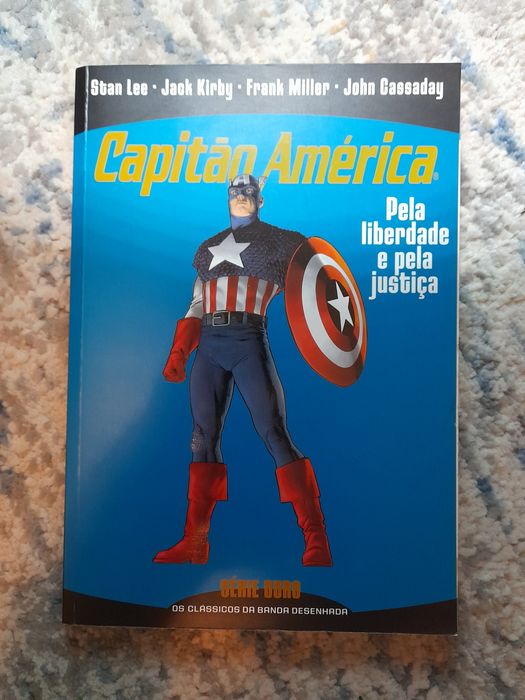 Stan Lee · Jack Kirby · Frank Miller · John Cassaday
Capitão América®
Pela
liberdade
e pela
justiça
SÉRIE OURO
OS CLÁSSICOS DA BANDA DESENHADA